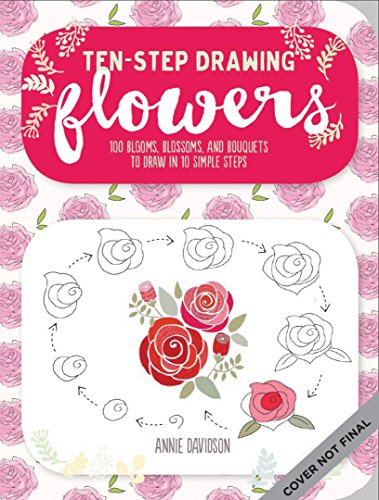 TEN-STEP DRAWING
flowers
100 BLOOMS, BLOSSOMS, AND BOUQUETS
TO DRAW IN 10 SIMPLE STEPS
ANNIE DAVIDSON
COVER NOT FINAL